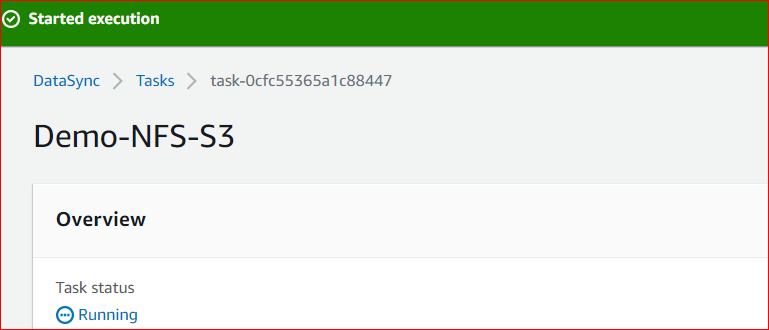 Started execution
DataSync > Tasks > task-0cfc55365a1c88447
Demo-NFS-S3
Overview
Task status
Running